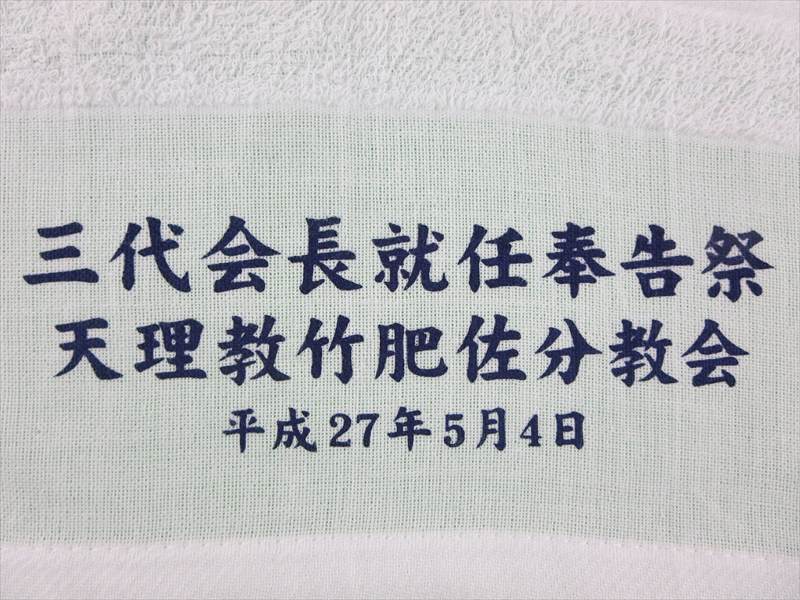 三代会長就任奉告祭
天理教竹肥佐分教会
平成27年5月4日